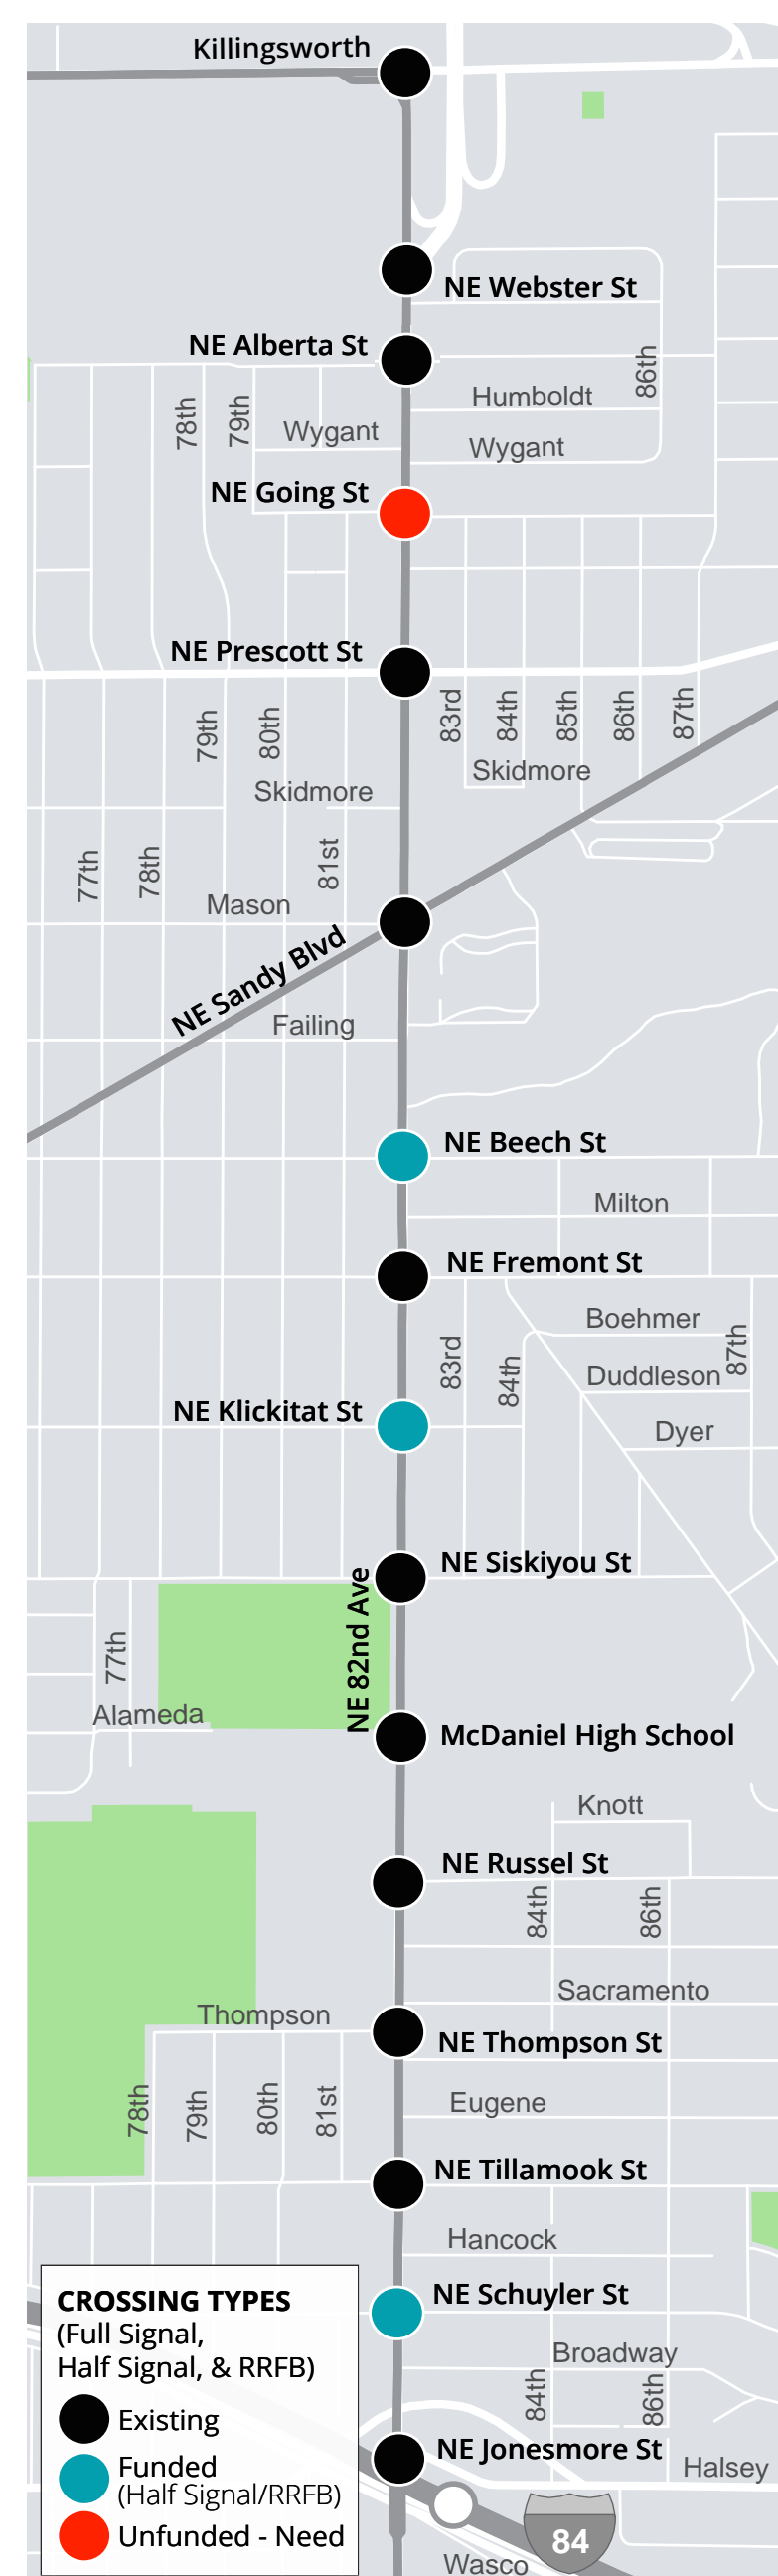 Killingsworth
NE Webster St
NE Alberta St
86th
78th
79th
Humboldt
Wygant
Wygant
NE Going St
NE Prescott St
79th
80th
83rd
84th
85th
86th
87th
Skidmore
Skidmore
77th
78th
81st
Mason
NE Sandy Blvd
Failing
NE Beech St
Milton
NE Fremont St
Boehmer
83rd
84th
87th
Duddleson
NE Klickitat St
Dyer
NE Siskiyou St
NE 82nd Ave
77th
Alameda
McDaniel High School
Knott
NE Russel St
84th
86th
Sacramento
Thompson
NE Thompson St
78th
79th
80th
81st
Eugene
NE Tillamook St
Hancock
NE Schuyler St
Broadway
84th
86th
NE Jonesmore St
Halsey
84
Wasco
CROSSING TYPES
(Full Signal,
Half Signal, & RRFB)
Existing
Funded
(Half Signal/RRFB)
Unfunded - Need